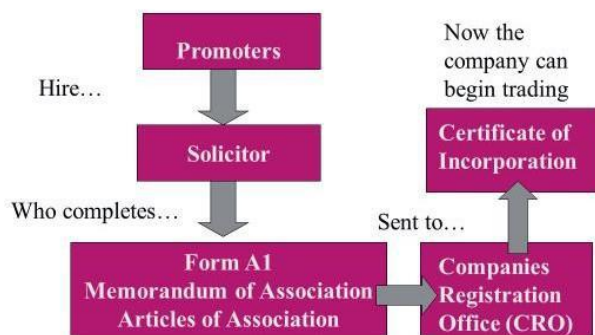 Promoters
Hire…
Solicitor
Who completes…
Form A1
Memorandum of Association
Articles of Association
Sent to…
Companies
Registration
Office (CRO)
Certificate of
Incorporation
Now the
company can
begin trading